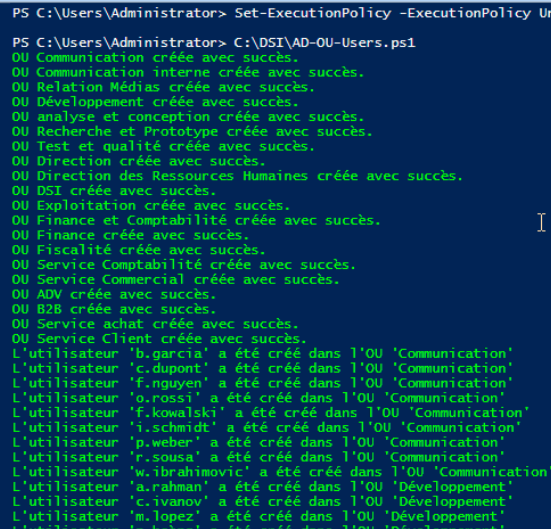 PS C:\Users\Administrator> Set-ExecutionPolicy -ExecutionPolicy
PS C:\Users\Administrator> C:\DSI\AD-OU-Users.ps1
OU Communication créée avec succès.
OU Communication interne créée avec succès.
OU Relation Médias créée avec succès.
OU Développement créée avec succès.
OU analyse et conception créée avec succès.
OU Recherche et Prototype créée avec succès.
OU Test et qualité créée avec succès.
OU Direction créée avec succès.
OU Direction des Ressources Humaines créée avec succès.
OU DSI créée avec succès.
OU Exploitation créée avec succès.
OU Finance et Comptabilité créée avec succès.
OU Finance créée avec succès.
OU Fiscalité créée avec succès.
OU Service Comptabilité créée avec succès.
OU Service Commercial créée avec succès.
OU ADV créée avec succès.
OU B2B créée avec succès.
OU Service achat créée avec succès.
OU Service Client créée avec succès.
L'utilisateur 'b.garcia' a été créé dans l'OU 'Communication'
L'utilisateur 'c.dupont' a été créé dans l'OU 'Communication'
L'utilisateur 'f.nguyen' a été créé dans l'OU 'Communication'
L'utilisateur 'o.rossi' a été créé dans l'OU 'Communication'
L'utilisateur 'f.kowalski' a été créé dans l'OU 'Communication'
L'utilisateur 'i.schmidt' a été créé dans l'OU 'Communication'
L'utilisateur 'p.weber' a été créé dans l'OU 'Communication'
L'utilisateur 'r.sousa' a été créé dans l'OU 'Communication'
L'utilisateur 'w.ibrahimovic' a été créé dans l'OU 'Communication'
L'utilisateur 'a.rahman' a été créé dans l'OU 'Développement'
L'utilisateur 'c.ivanov' a été créé dans l'OU 'Développement'
L'utilisateur 'm.lopez' a été créé dans l'OU 'Développement'